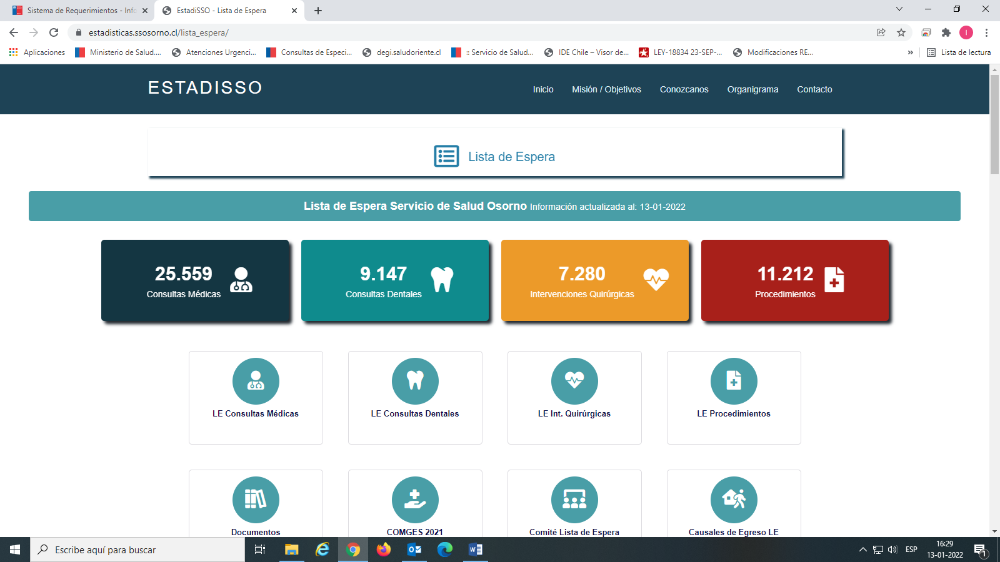 Sistema de Requerimientos - Info
EstadiSSO - Lista de Espera
estadisticas.ssosorno.cl/lista_espera/
I
Aplicaciones
Ministerio de Salud....
Atenciones Urgenci...
Consultas de Especi...
degi.saludoriente.cl
:: Servicio de Salud...
IDE Chile – Visor de...
LEY-18834 23-SEP-...
Modificaciones RE...
»
Lista de lectura
ESTADISSO
Inicio
Misión / Objetivos
Conozcanos
Organigrama
Contacto
Lista de Espera
Lista de Espera Servicio de Salud Osorno Información actualizada al: 13-01-2022
25.559
Consultas Médicas
9.147
Consultas Dentales
7.280
Intervenciones Quirúrgicas
11.212
Procedimientos
LE Consultas Médicas
LE Consultas Dentales
LE Int. Quirúrgicas
LE Procedimientos
Documentos
COMGES 2021
Comité Lista de Espera
Causales de Egreso LE
Escribe aquí para buscar
ESP
16:29
13-01-2022
1